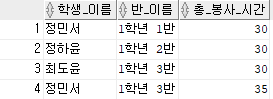 학생_이름 반_이름 총_봉사_시간
1 정민서 1학년 1반 30
2 정하윤 1학년 2반 30
3 최도윤 1학년 3반 30
4 정민서 1학년 3반 35